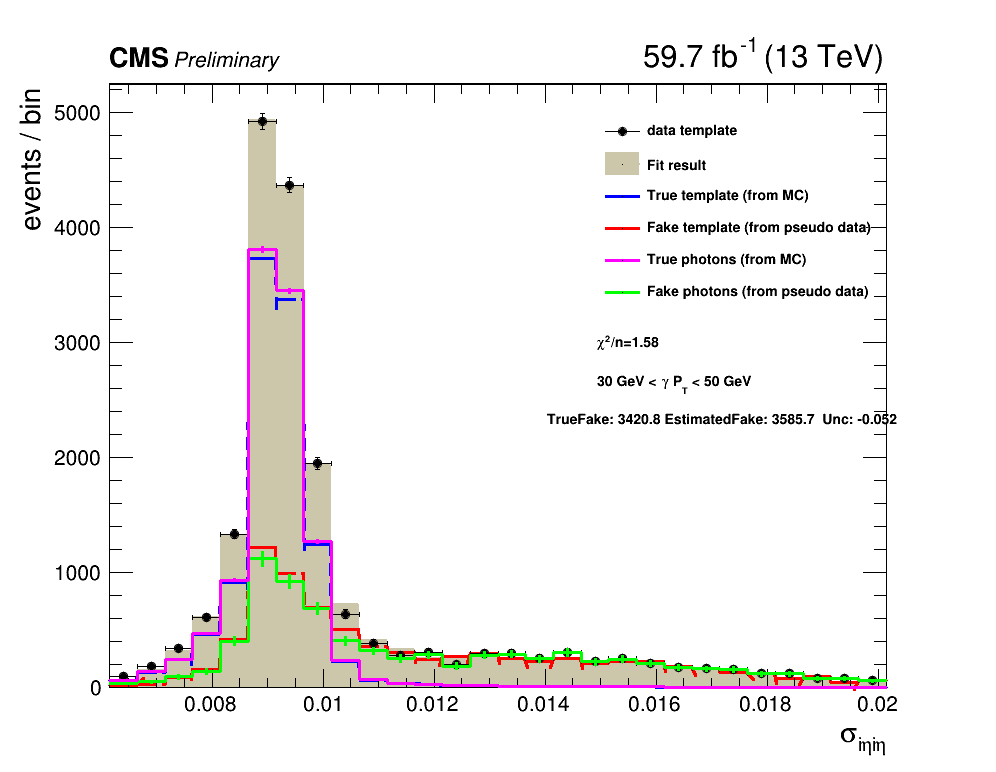 CMS Preliminary
59.7 fb⁻¹ (13 TeV)
events / bin
5000
4000
3000
2000
1000
0
data template
Fit result
True template (from MC)
Fake template (from pseudo data)
True photons (from MC)
Fake photons (from pseudo data)
χ²/n=1.58
30 GeV < γ P_T < 50 GeV
TrueFake: 3420.8 EstimatedFake: 3585.7 Unc: -0.052
0.008
0.01
0.012
0.014
0.016
0.018
0.02
σ_iηiη